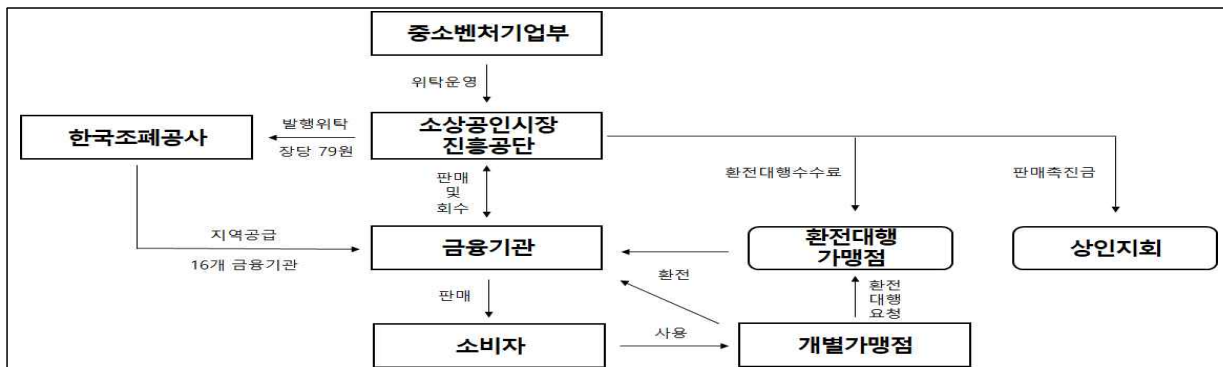 중소벤처기업부
위탁운영
한국조폐공사
발행위탁
장당 79원
소상공인시장
진흥공단
판매
및
회수
환전대행수수료
판매촉진금
지역공급
16개 금융기관
금융기관
환전대행
가맹점
상인지회
환전
환전
대행
요청
판매
소비자
사용
개별가맹점